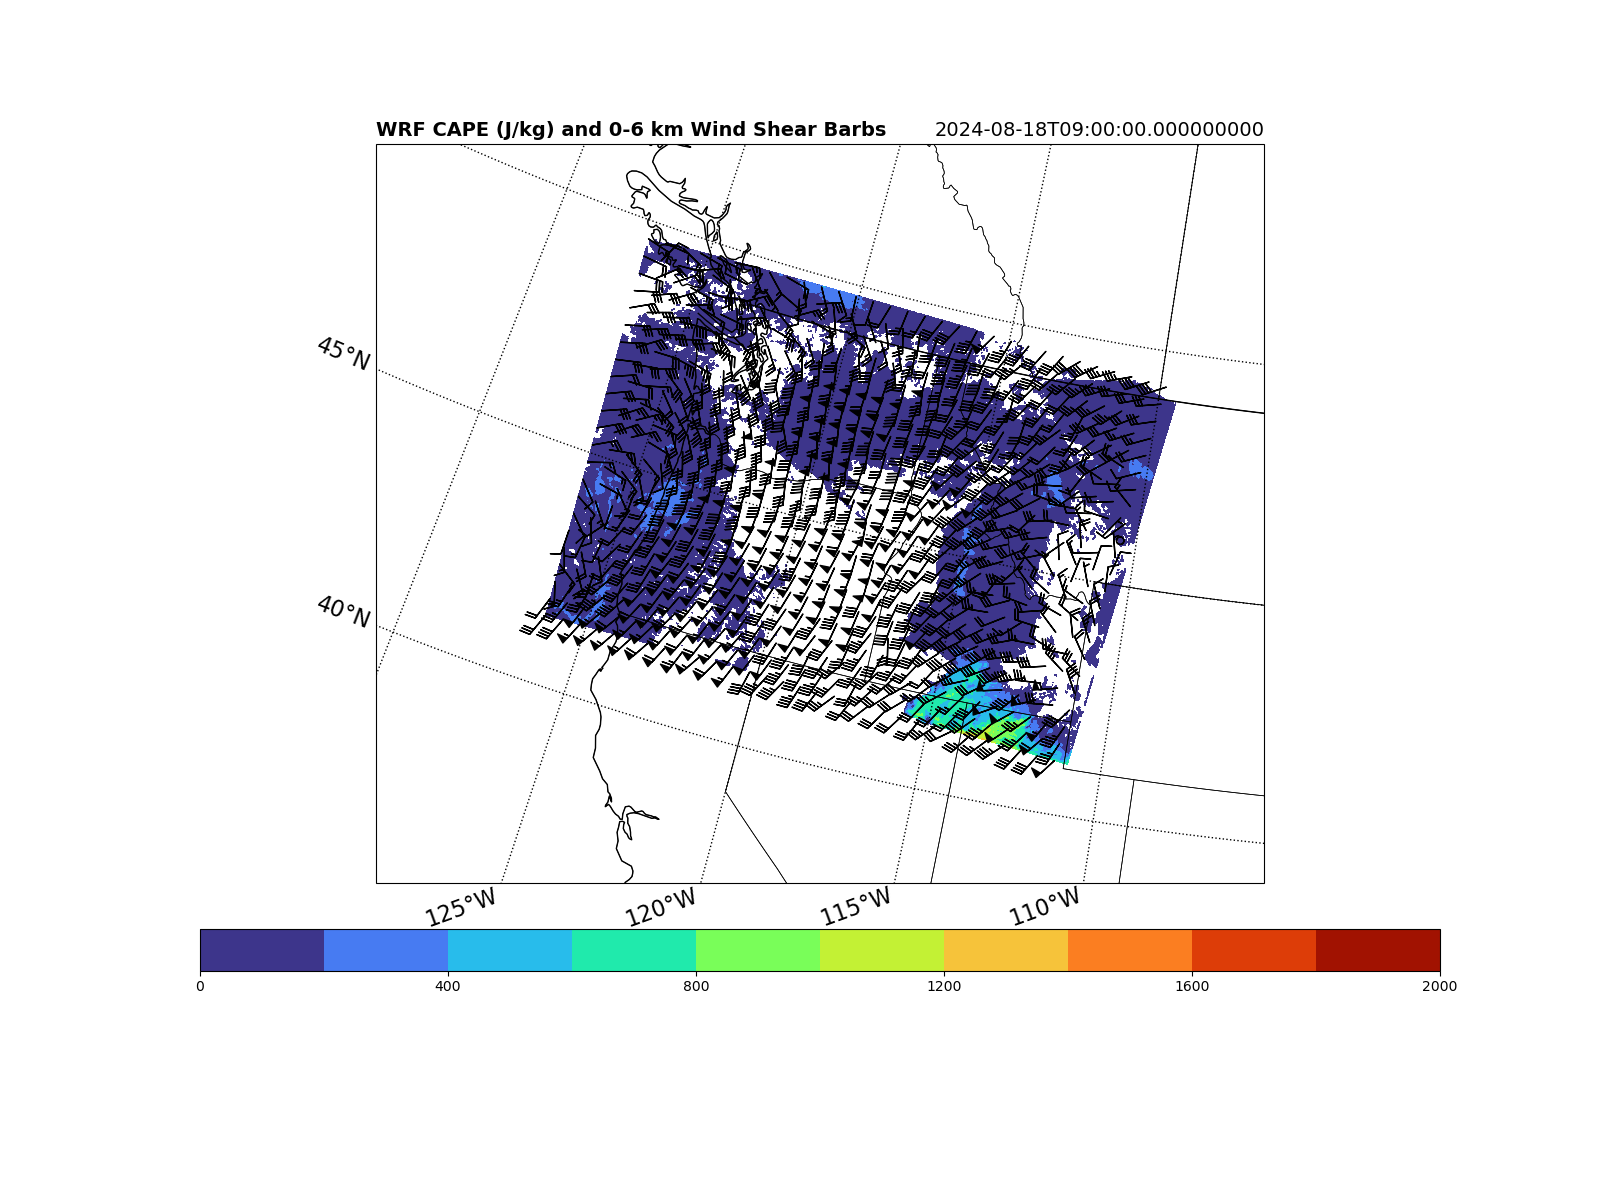 WRF CAPE (J/kg) and 0-6 km Wind Shear Barbs 2024-08-18T09:00:00.000000000
45°N
40°N
125°W 120°W 115°W 110°W
0 400 800 1200 1600 2000